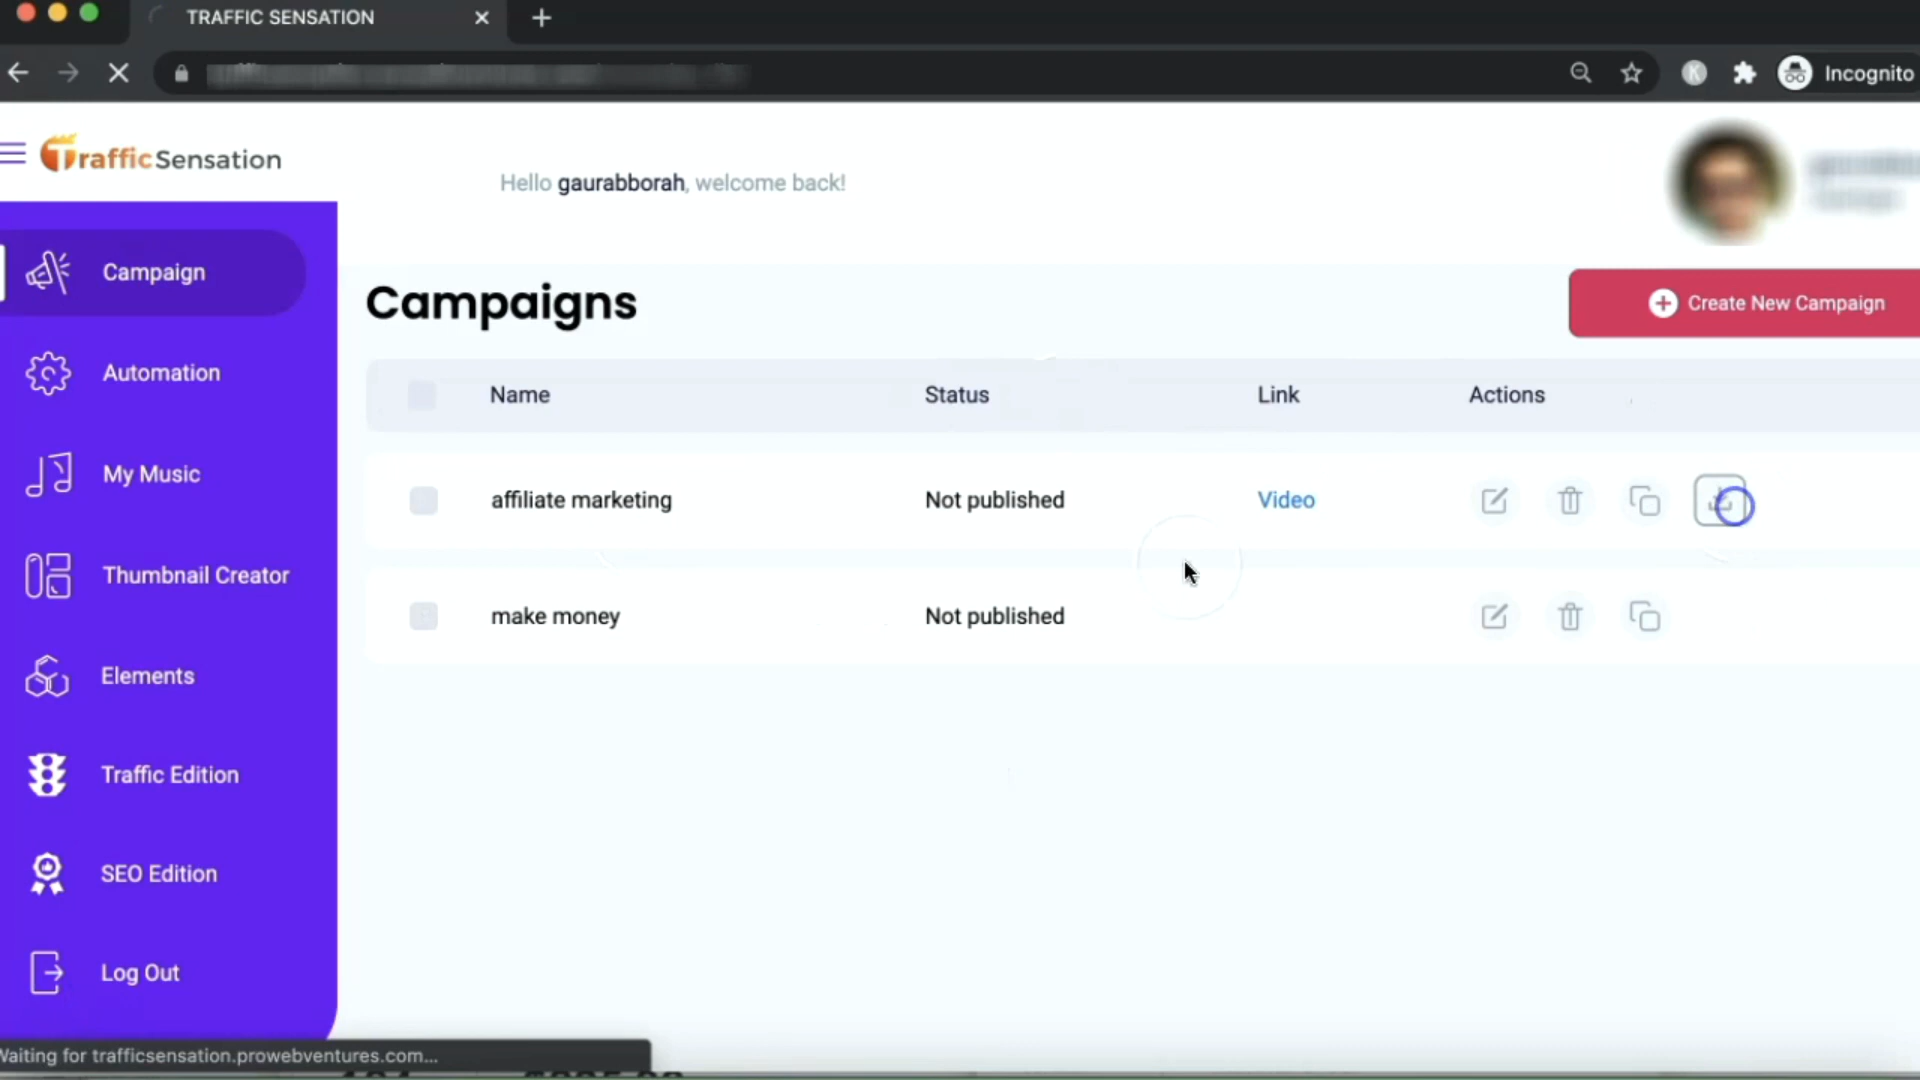 TRAFFIC SENSATION
Incognito
TrafficSensation
Hello gaurabborah, welcome back!
Campaign
Campaigns
Create New Campaign
Automation
Name Status Link Actions
My Music
affiliate marketing Not published Video
Thumbnail Creator
make money Not published
Elements
Traffic Edition
SEO Edition
Log Out
Waiting for trafficsensation.prowebventures.com...